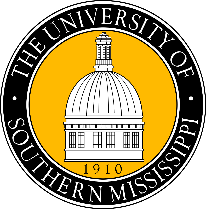 THE UNIVERSITY OF
SOUTHERN MISSISSIPPI
1910